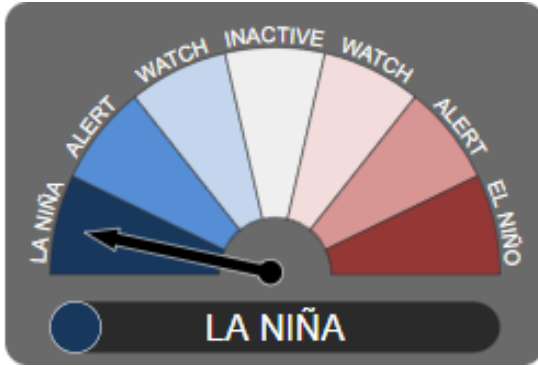 LA NIÑA
ALERT
WATCH
INACTIVE
WATCH
ALERT
EL NIÑO
LA NIÑA